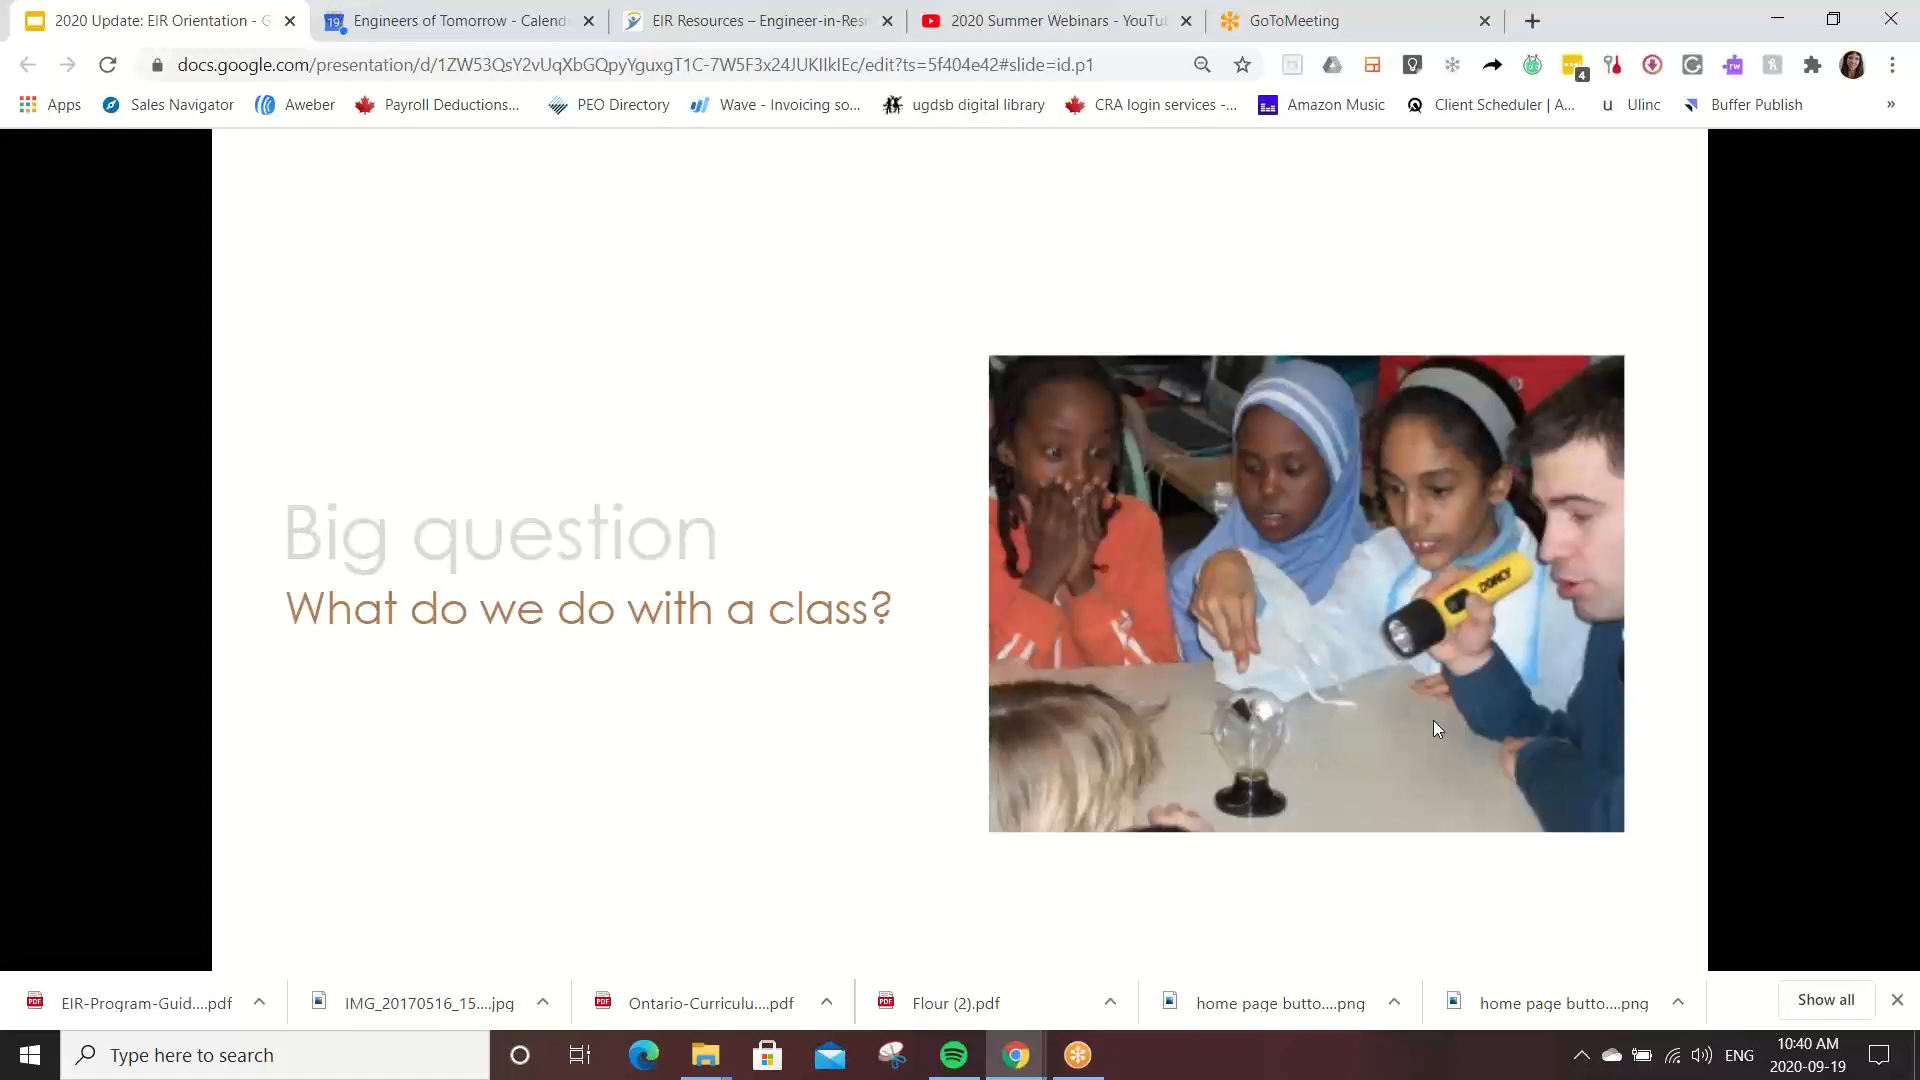 2020 Update: EIR Orientation - G
Engineers of Tomorrow - Calend
EIR Resources – Engineer-in-Resi
2020 Summer Webinars - YouTu
GoToMeeting
docs.google.com/presentation/d/1ZW53QsY2vUqXbGQpyYguxgT1C-7W5F3x24JUKIlklEc/edit?ts=5f404e42#slide=id.p1
4
Apps
Sales Navigator
Aweber
Payroll Deductions...
PEO Directory
Wave - Invoicing so...
ugdsb digital library
CRA login services -...
Amazon Music
Client Scheduler | A...
Ulinc
Buffer Publish
»
Big question
What do we do with a class?
DORCY
EIR-Program-Guid....pdf
IMG_20170516_15....jpg
Ontario-Curriculu....pdf
Flour (2).pdf
home page butto....png
home page butto....png
Show all
Type here to search
ENG
10:40 AM
2020-09-19